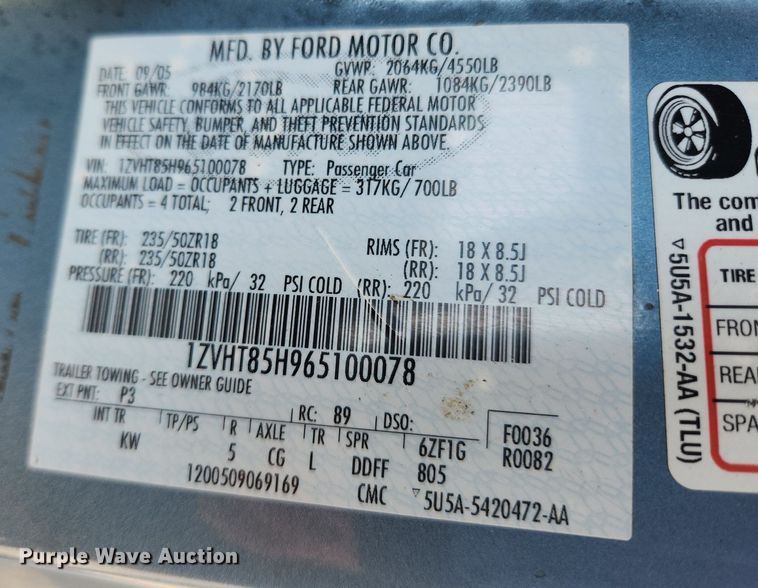 MFD. BY FORD MOTOR CO.
DATE: 09/05 GVWR: 2064KG/4550LB
FRONT GAWR: 984KG/2170LB REAR GAWR: 1084KG/2390LB
THIS VEHICLE CONFORMS TO ALL APPLICABLE FEDERAL MOTOR
VEHICLE SAFETY, BUMPER, AND THEFT PREVENTION STANDARDS
IN EFFECT ON THE DATE OF MANUFACTURE SHOWN ABOVE.
VIN: 1ZVHT85H965100078 TYPE: Passenger Car
MAXIMUM LOAD = OCCUPANTS + LUGGAGE = 317KG/700LB
OCCUPANTS = 4 TOTAL; 2 FRONT, 2 REAR
TIRE (FR): 235/50ZR18 RIMS (FR): 18 X 8.5J
(RR): 235/50ZR18 (RR): 18 X 8.5J
PRESSURE (FR): 220 kPa/ 32 PSI COLD (RR): 220 kPa/ 32 PSI COLD
1ZVHT85H965100078
TRAILER TOWING - SEE OWNER GUIDE
EXT PNT: P3 RC: 89 DSO: F0036
INT TR TP/PS R AXLE TR SPR 6ZF1G R0082
KW 5 CG L DDFF 805
1200509069169 CMC ▽5U5A-5420472-AA
The com
and
▽5U5A-1532-AA (TLU)
TIRE
FRON
REA
SPA
Purple Wave Auction